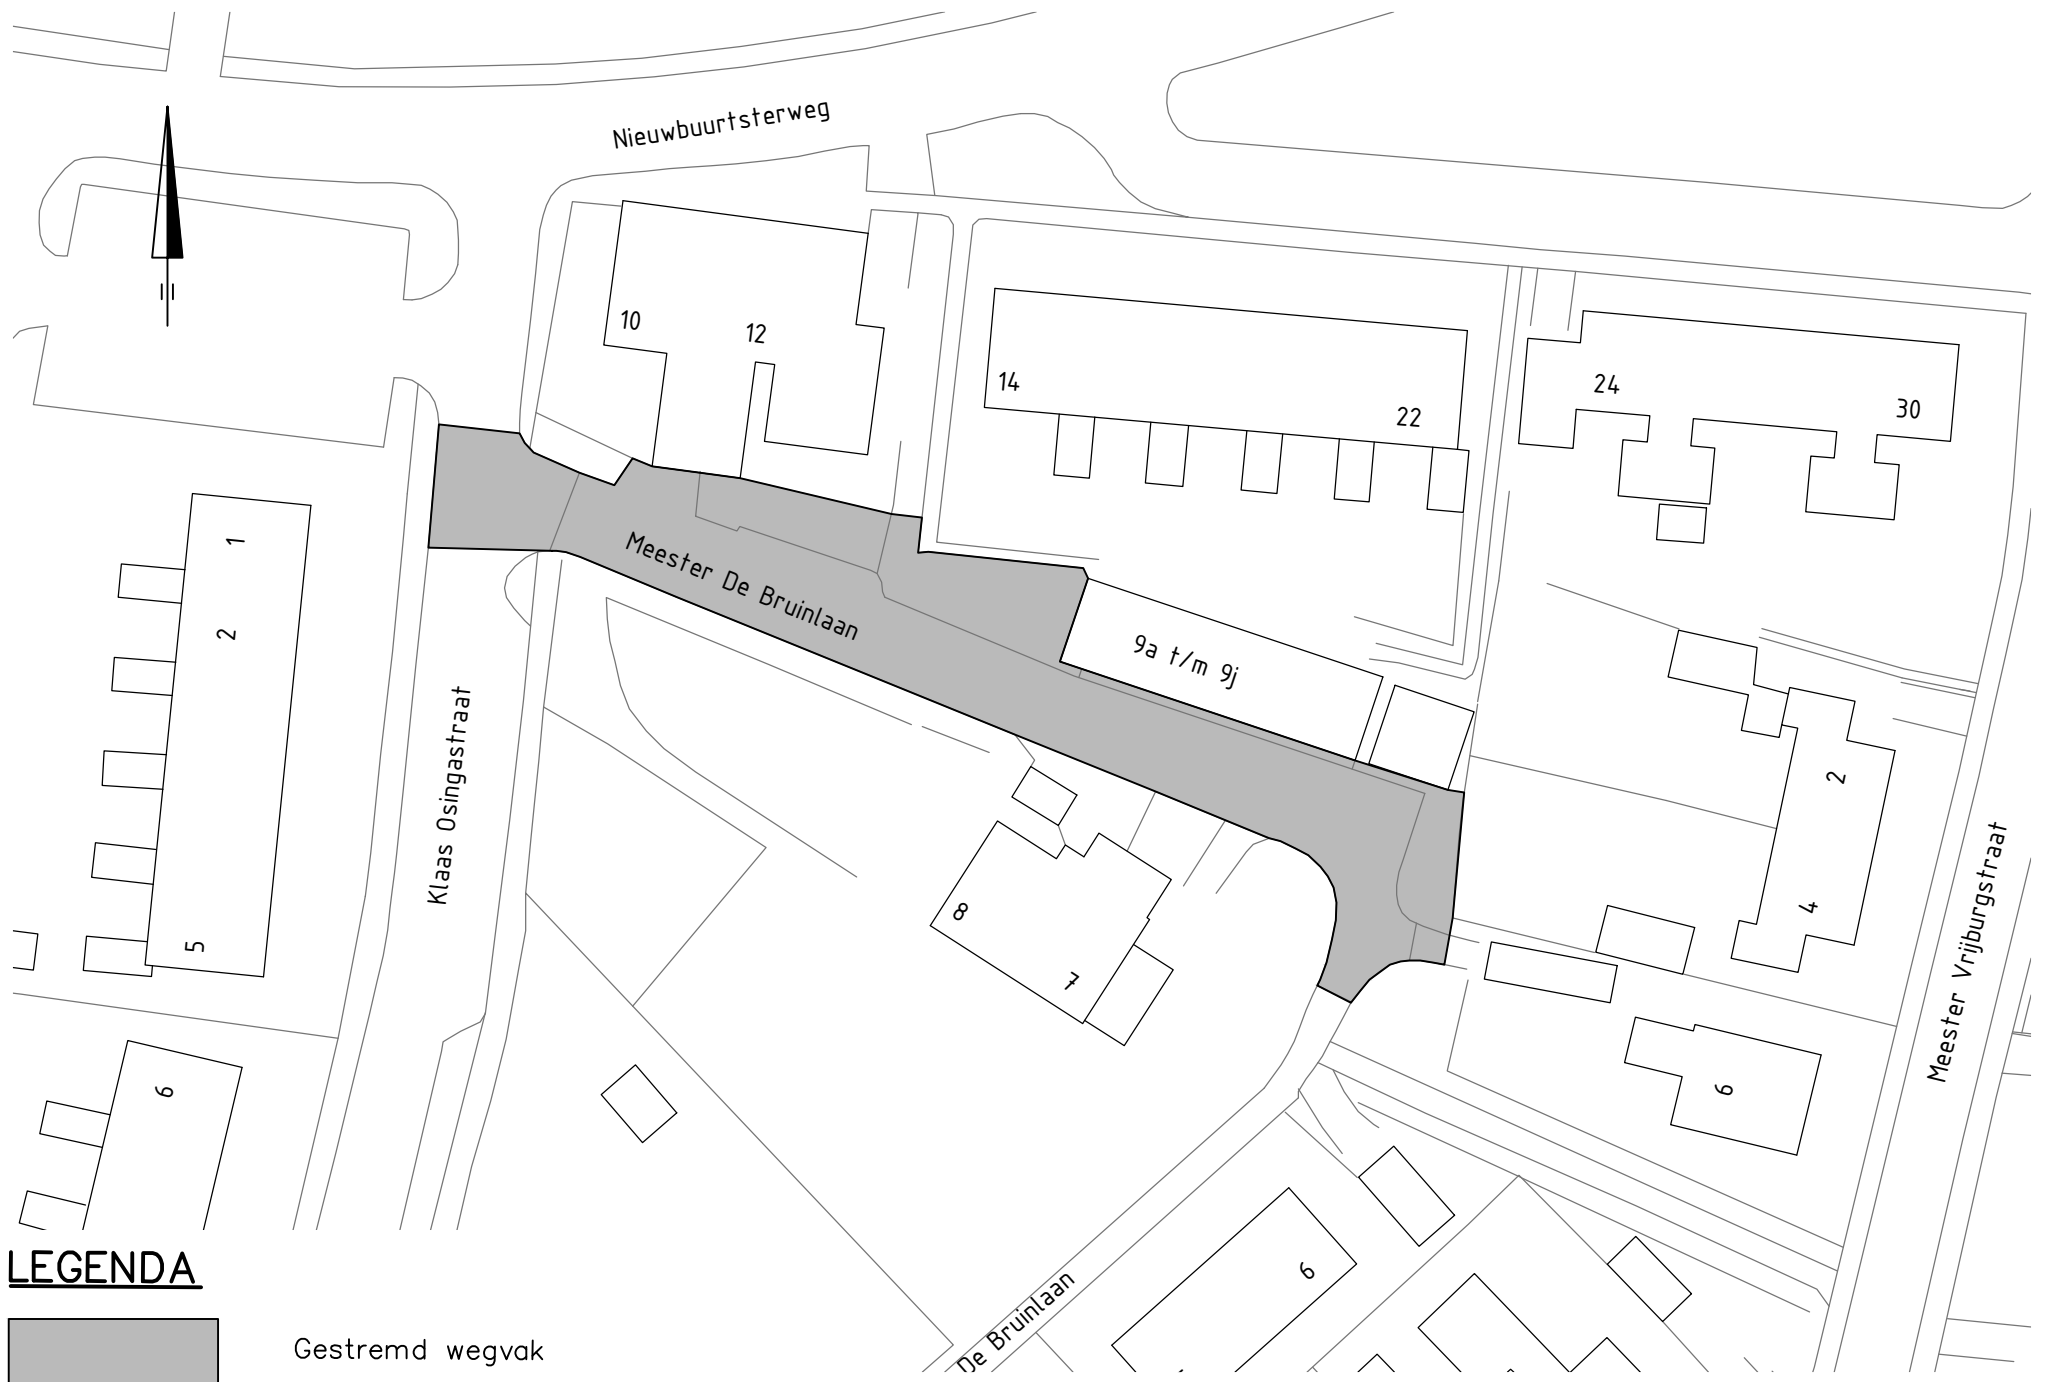 Nieuwbuurtsterweg
10
12
14
22
24
30
1
2
5
6
Meester De Bruinlaan
9a t/m 9j
Klaas Osingastraat
8
7
2
4
6
Meester Vrijburgstraat
6
De Bruinlaan
LEGENDA
Gestremd wegvak